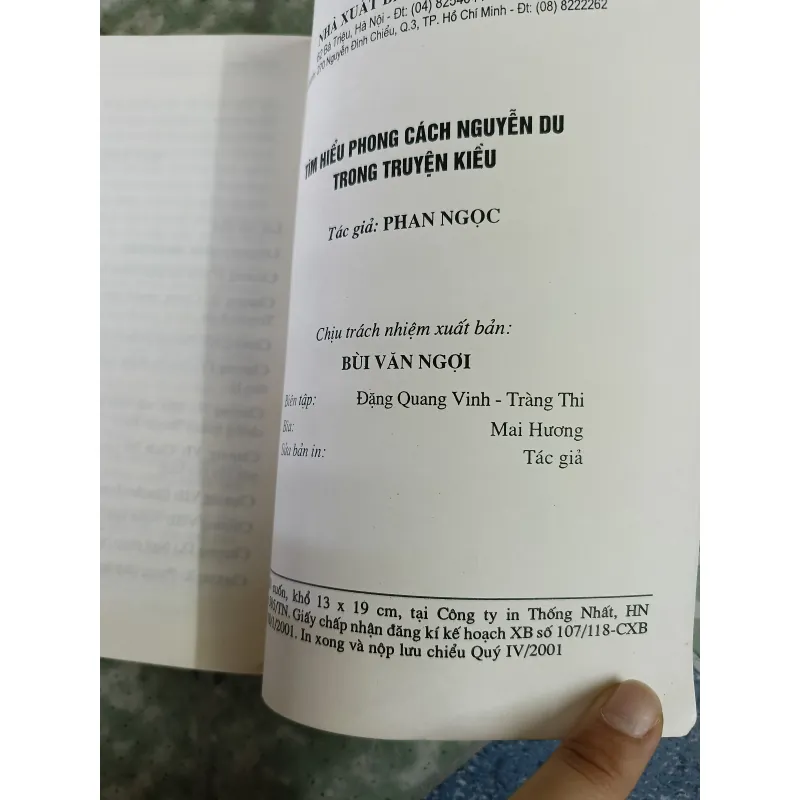 NHÀ XUẤT
62 Bà Triệu, Hà Nội - Đt: (04)
270 Nguyễn Đình Chiểu, Q.3, TP. Hồ Chí Minh - Đt: (08) 8222262
TÌM HIỂU PHONG CÁCH NGUYỄN DU
TRONG TRUYỆN KIỀU
Tác giả: PHAN NGỌC
Chịu trách nhiệm xuất bản:
BÙI VĂN NGỢI
Biên tập: Đặng Quang Vinh - Tràng Thi
Bìa: Mai Hương
Sửa bản in: Tác giả
cuốn, khổ 13 x 19 cm, tại Công ty in Thống Nhất, HN
Giấy chấp nhận đăng kí kế hoạch XB số 107/118-CXB
/2001. In xong và nộp lưu chiểu Quý IV/2001